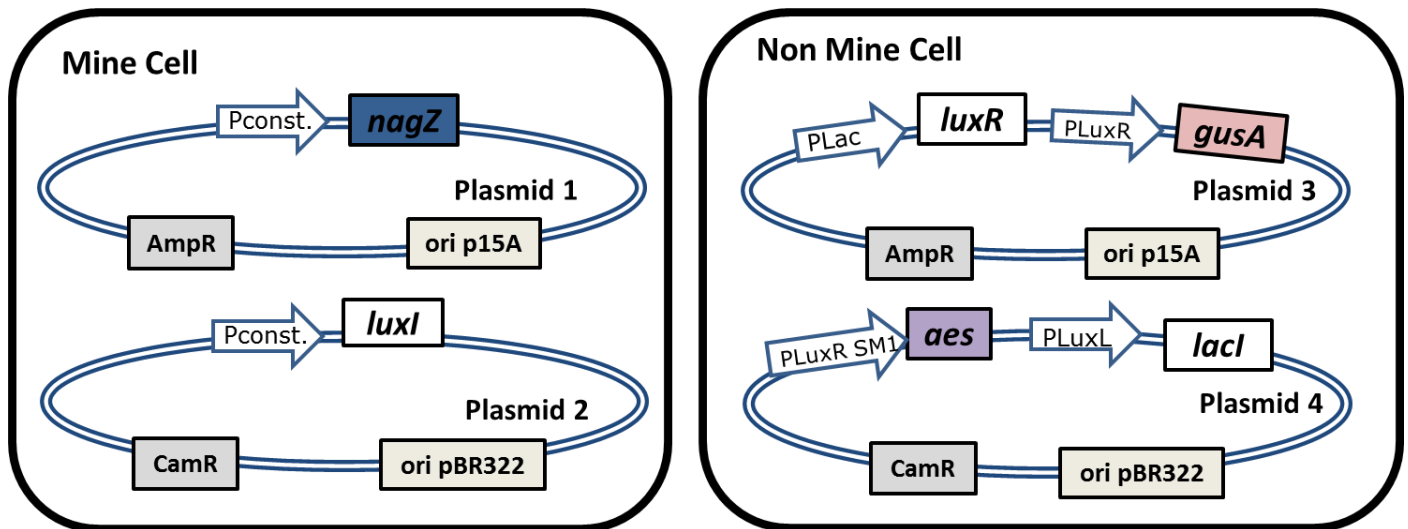 Mine Cell
Pconst.
nagZ
Plasmid 1
AmpR
ori p15A
Pconst.
luxI
Plasmid 2
CamR
ori pBR322
Non Mine Cell
PLac
luxR
PLuxR
gusA
Plasmid 3
AmpR
ori p15A
PLuxR SM1
aes
PLuxL
lacI
Plasmid 4
CamR
ori pBR322